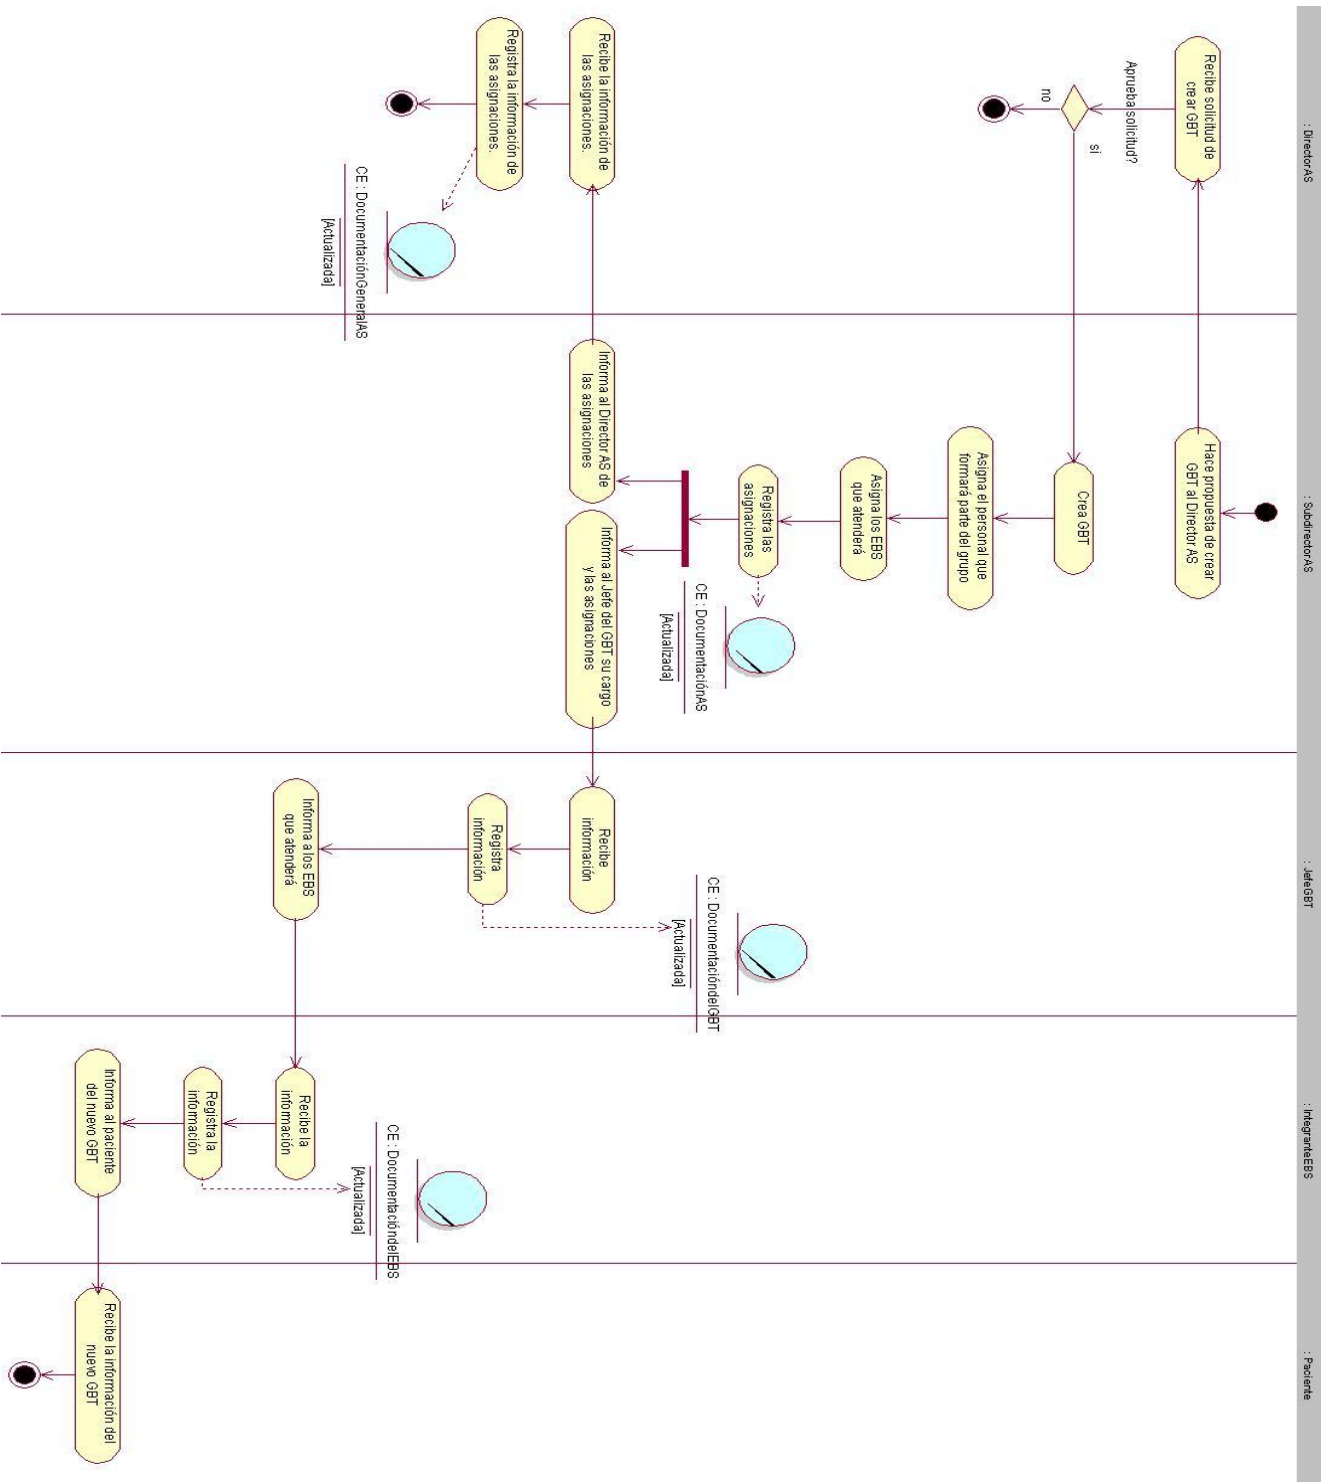 : DirectorAS
: SubdirectorAS
: JefeGBT
: IntegranteEBS
: Paciente
Hace propuesta de crear
GBT al Director AS
Recibe solicitud de
crear GBT
Aprueba solicitud?
no
si
Crea GBT
Asigna el personal que
formará parte del grupo
Asigna los EBS
que atenderá
Registra las
asignaciones
CE : DocumentaciónAS
[Actualizada]
Informa al Director AS de
las asignaciones
Informa al Jefe del GBT su cargo
y las asignaciones
Recibe la información de
las asignaciones.
Registra la información de
las asignaciones.
CE : DocumentaciónGeneralAS
[Actualizada]
Recibe
información
Registra
información
CE : DocumentacióndelGBT
[Actualizada]
Informa a los EBS
que atenderá
Recibe la
información
Registra la
información
CE : DocumentacióndelEBS
[Actualizada]
Informa al paciente
del nuevo GBT
Recibe la información del
nuevo GBT